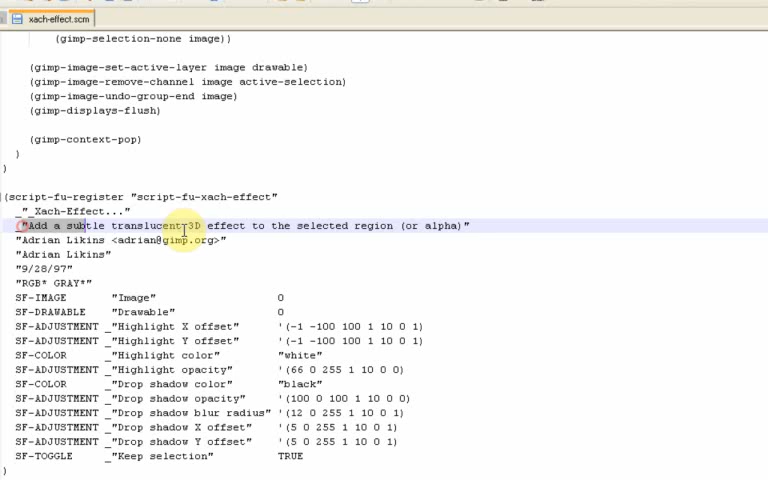 xach-effect.scm
(gimp-selection-none image))
(gimp-image-set-active-layer image drawable)
(gimp-image-remove-channel image active-selection)
(gimp-image-undo-group-end image)
(gimp-displays-flush)
(gimp-context-pop)
)
)
(script-fu-register "script-fu-xach-effect"
_"_Xach-Effect..."
_"Add a subtle translucent 3D effect to the selected region (or alpha)"
"Adrian Likins <adrian@gimp.org>"
"Adrian Likins"
"9/28/97"
"RGB* GRAY*"
SF-IMAGE "Image" 0
SF-DRAWABLE "Drawable" 0
SF-ADJUSTMENT _"Highlight X offset" '(-1 -100 100 1 10 0 1)
SF-ADJUSTMENT _"Highlight Y offset" '(-1 -100 100 1 10 0 1)
SF-COLOR _"Highlight color" "white"
SF-ADJUSTMENT _"Highlight opacity" '(66 0 255 1 10 0 0)
SF-COLOR _"Drop shadow color" "black"
SF-ADJUSTMENT _"Drop shadow opacity" '(100 0 100 1 10 0 0)
SF-ADJUSTMENT _"Drop shadow blur radius" '(12 0 255 1 10 0 1)
SF-ADJUSTMENT _"Drop shadow X offset" '(5 0 255 1 10 0 1)
SF-ADJUSTMENT _"Drop shadow Y offset" '(5 0 255 1 10 0 1)
SF-TOGGLE _"Keep selection" TRUE
)